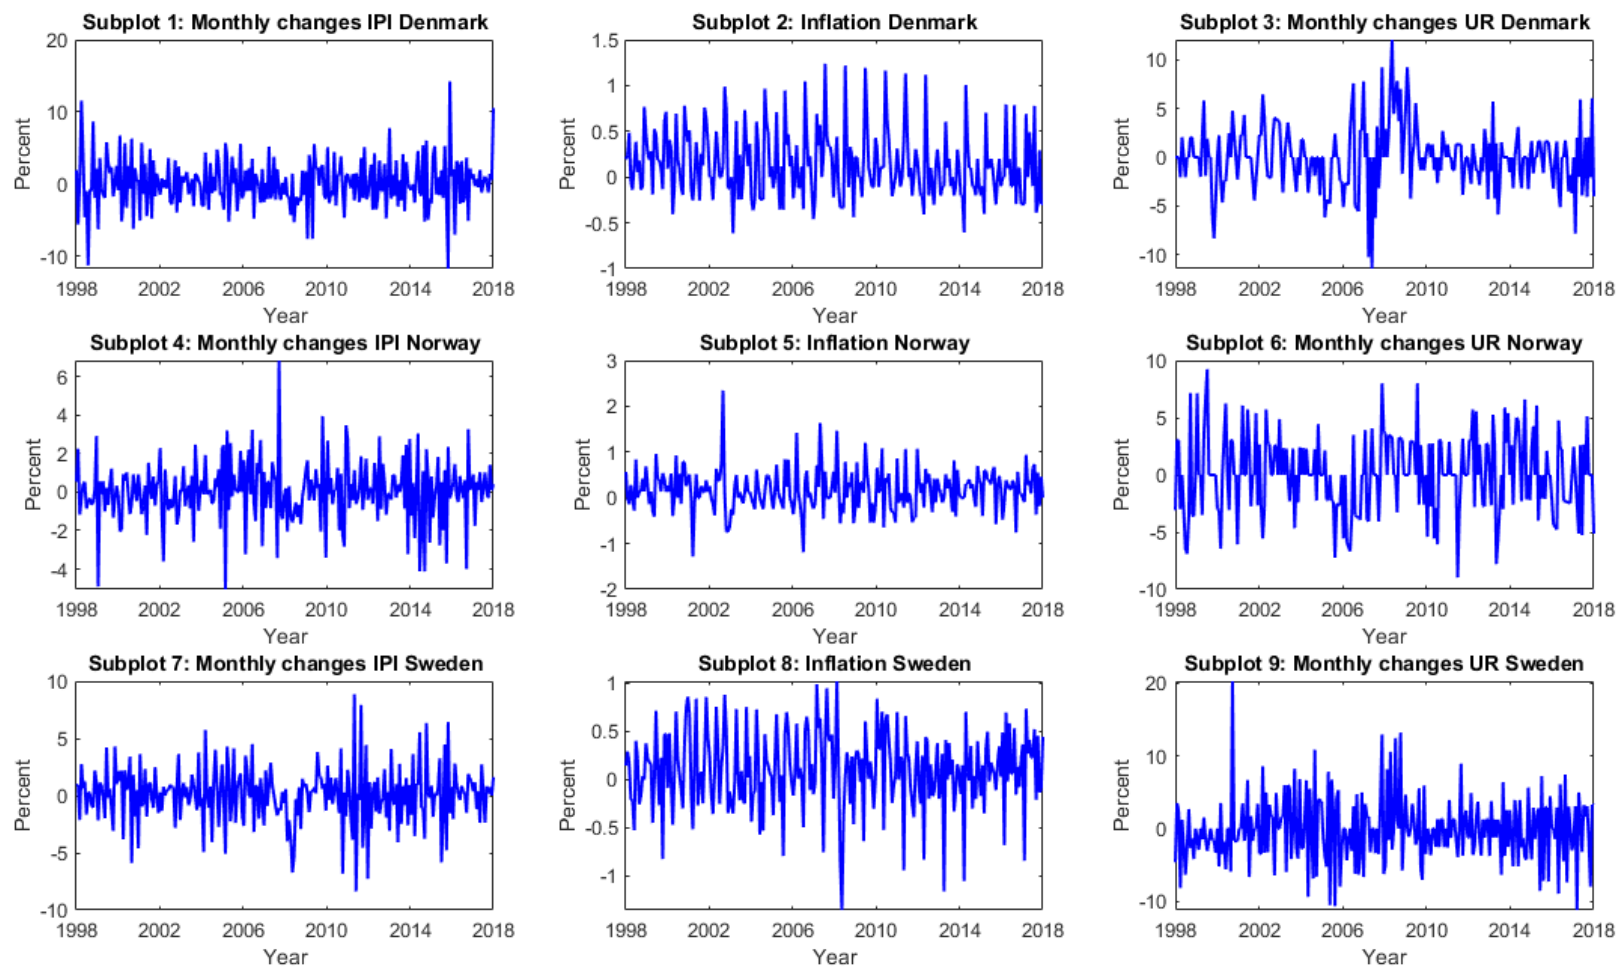 Subplot 1: Monthly changes IPI Denmark
20
10
0
-10
Percent
1998 2002 2006 2010 2014 2018
Year
Subplot 2: Inflation Denmark
1.5
1
0.5
0
-0.5
-1
Percent
1998 2002 2006 2010 2014 2018
Year
Subplot 3: Monthly changes UR Denmark
10
5
0
-5
-10
Percent
1998 2002 2006 2010 2014 2018
Year
Subplot 4: Monthly changes IPI Norway
6
4
2
0
-2
-4
Percent
1998 2002 2006 2010 2014 2018
Year
Subplot 5: Inflation Norway
3
2
1
0
-1
-2
Percent
1998 2002 2006 2010 2014 2018
Year
Subplot 6: Monthly changes UR Norway
10
5
0
-5
-10
Percent
1998 2002 2006 2010 2014 2018
Year
Subplot 7: Monthly changes IPI Sweden
10
5
0
-5
-10
Percent
1998 2002 2006 2010 2014 2018
Year
Subplot 8: Inflation Sweden
1
0.5
0
-0.5
-1
Percent
1998 2002 2006 2010 2014 2018
Year
Subplot 9: Monthly changes UR Sweden
20
10
0
-10
Percent
1998 2002 2006 2010 2014 2018
Year